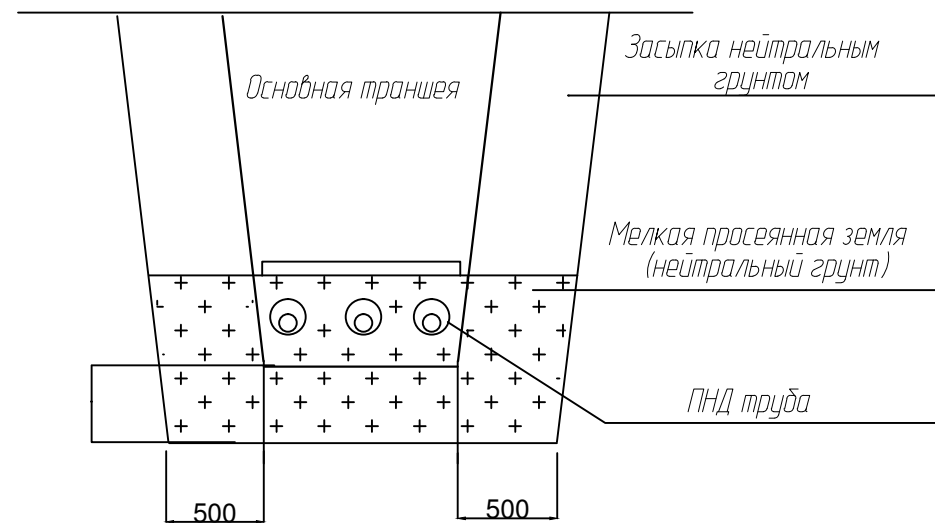 Засыпка нейтральным
грунтом
Основная траншея
Мелкая просеянная земля
(нейтральный грунт)
ПНД труба
500
500